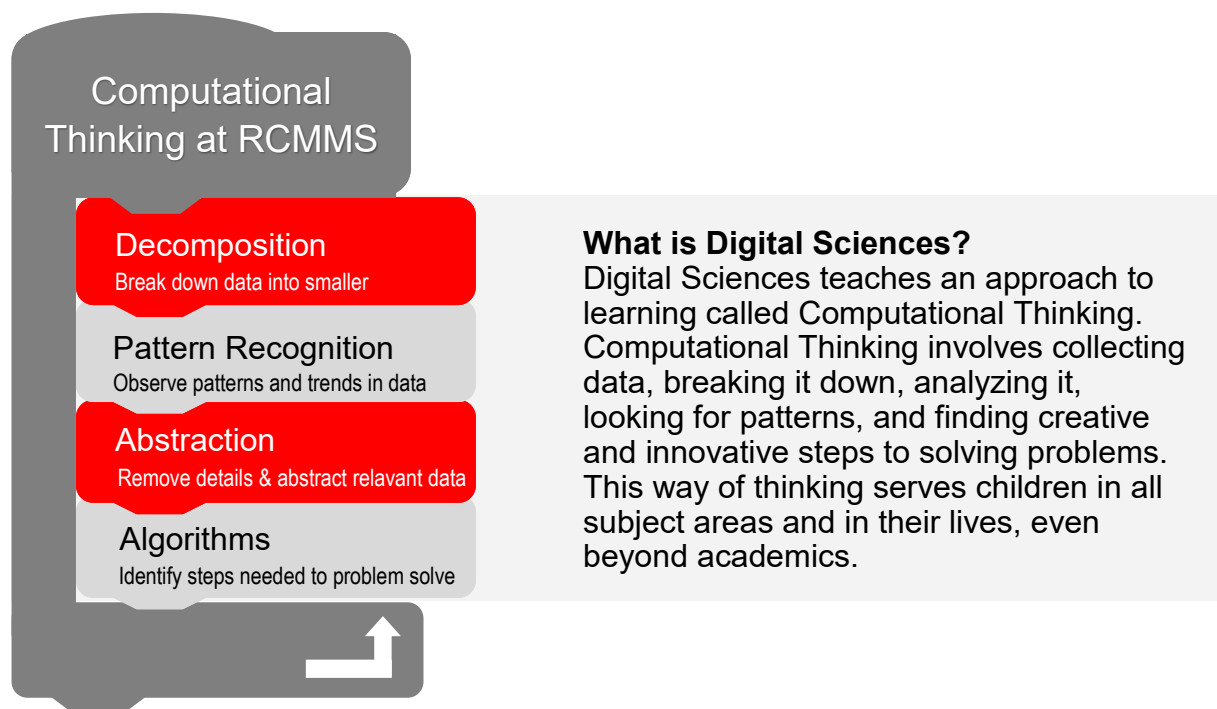 Computational
Thinking at RCMMS
Decomposition
Break down data into smaller
Pattern Recognition
Observe patterns and trends in data
Abstraction
Remove details & abstract relavant data
Algorithms
Identify steps needed to problem solve
What is Digital Sciences?
Digital Sciences teaches an approach to
learning called Computational Thinking.
Computational Thinking involves collecting
data, breaking it down, analyzing it,
looking for patterns, and finding creative
and innovative steps to solving problems.
This way of thinking serves children in all
subject areas and in their lives, even
beyond academics.